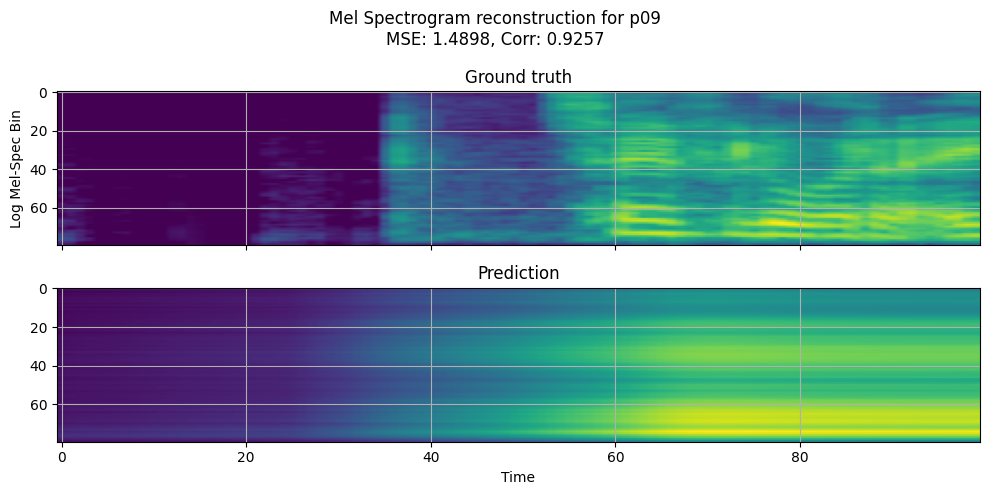 Mel Spectrogram reconstruction for p09
MSE: 1.4898, Corr: 0.9257
Ground truth
0
20
40
60
Log Mel-Spec Bin
Prediction
0
20
40
60
0 20 40 60 80
Time